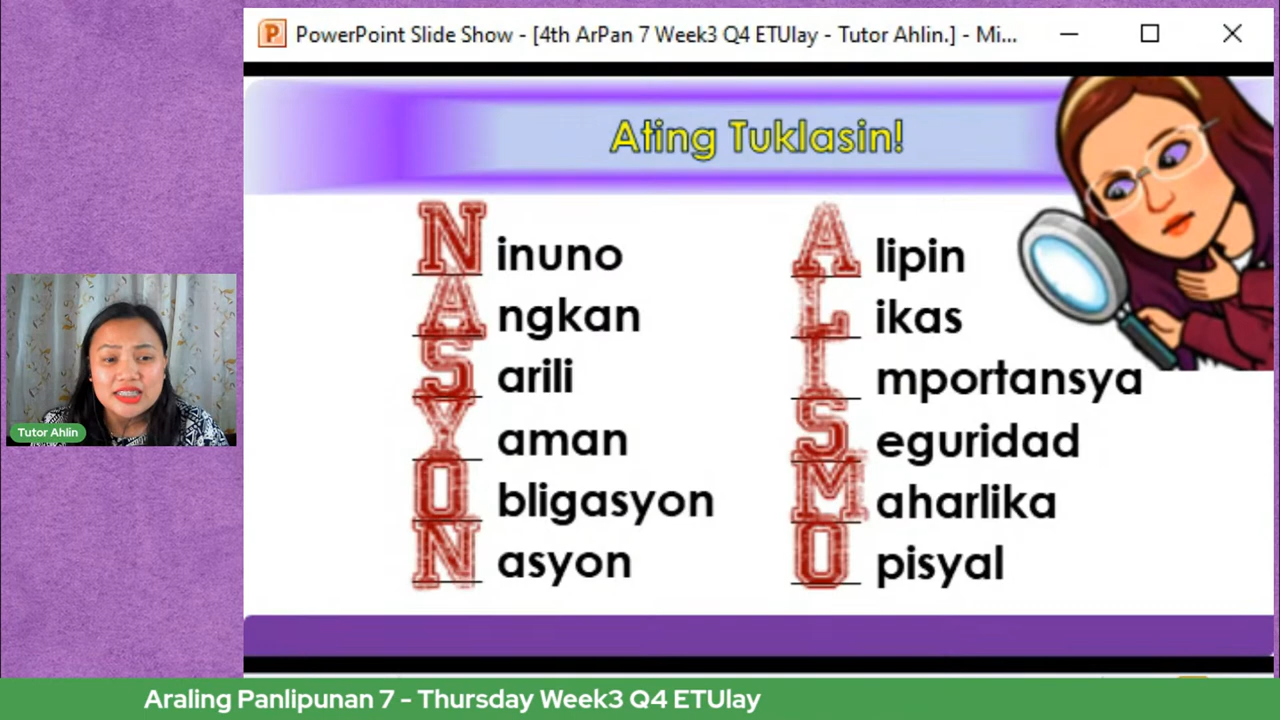 PowerPoint Slide Show - [4th ArPan 7 Week3 Q4 ETUlay - Tutor Ahlin.] - Mi...
Ating Tuklasin!
Ninuno
Angkan
Sarili
Yaman
Obligasyon
Nasyon
Alipin
Likas
Importansya
Seguridad
Maharlika
Opisyal
Tutor Ahlin
Araling Panlipunan 7 - Thursday Week3 Q4 ETUlay